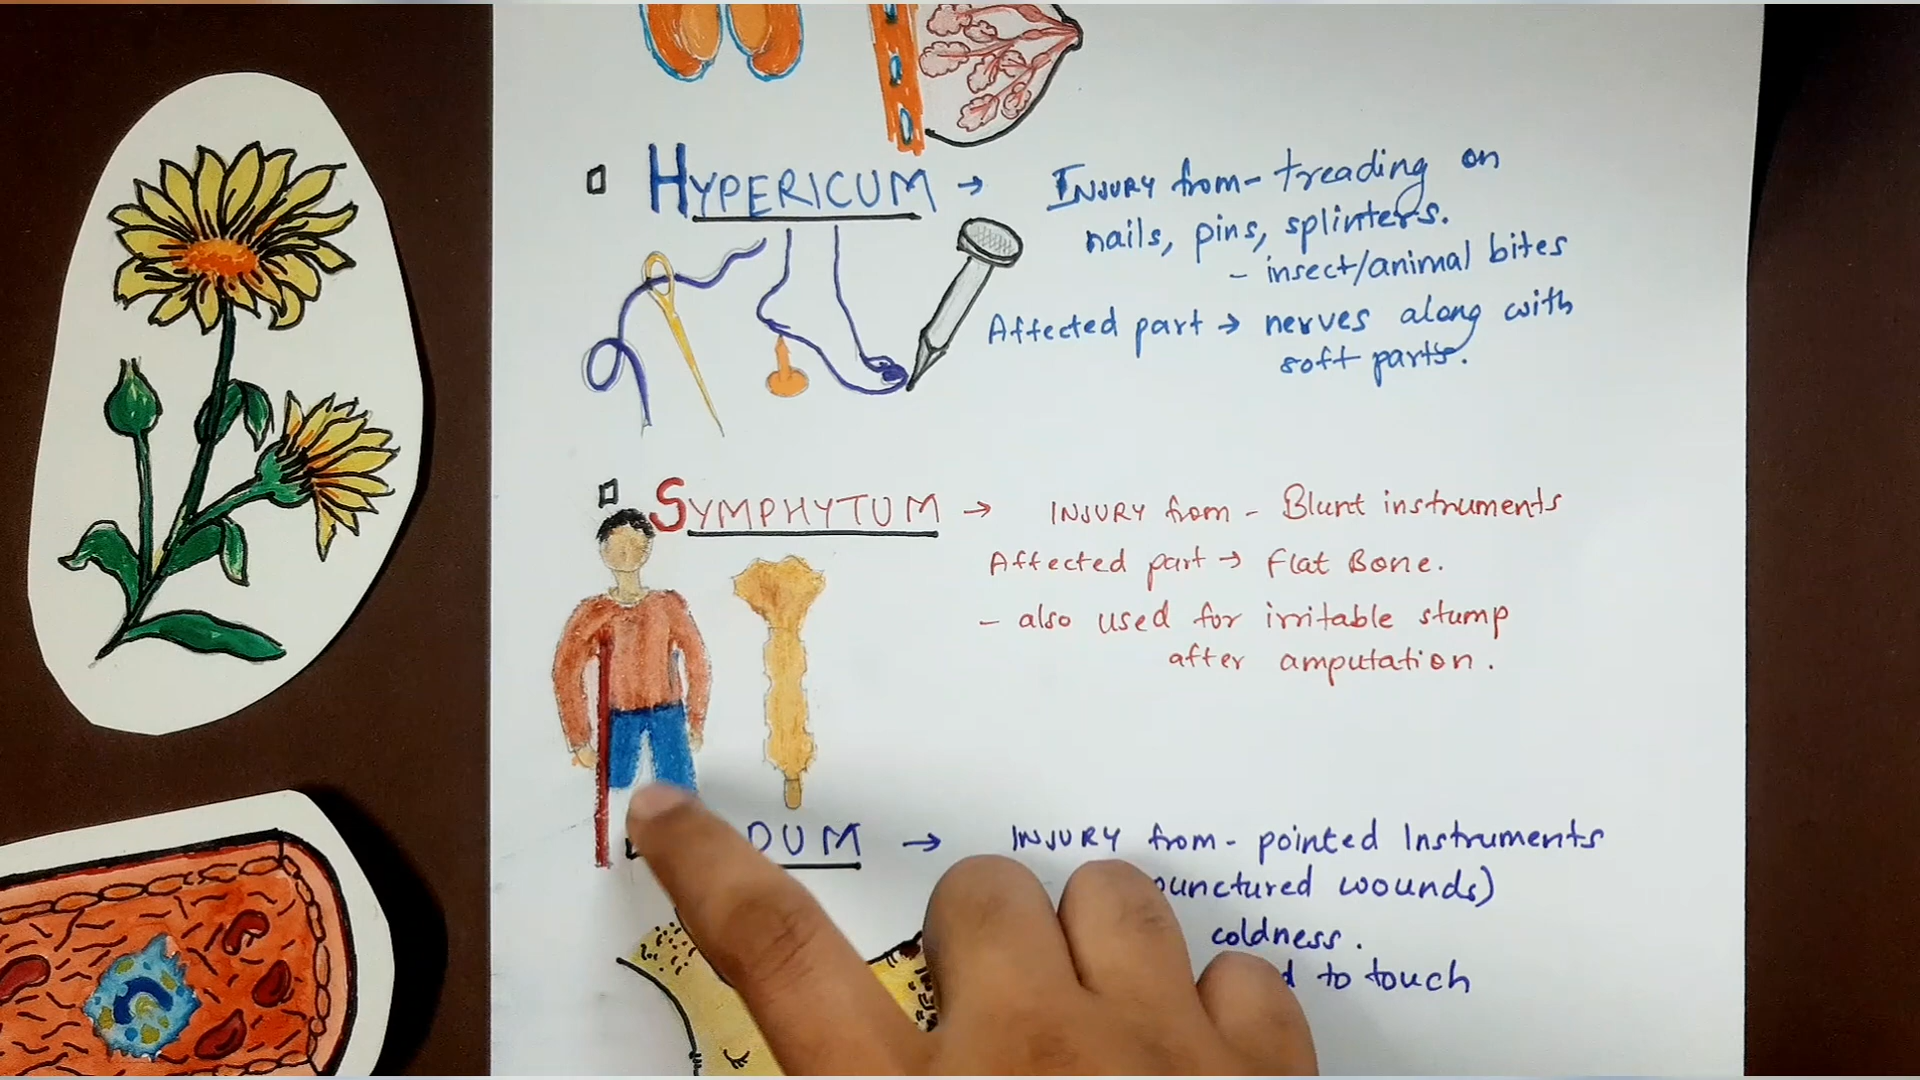 HYPERICUM → INJURY from - treading on
nails, pins, splinters.
- insect/animal bites
Affected part → nerves along with
soft parts.
SYMPHYTUM → INJURY from - Blunt instruments
Affected part → Flat Bone.
- also used for irritable stump
after amputation.
DUM → INJURY from - pointed Instruments
punctured wounds)
coldness.
to touch